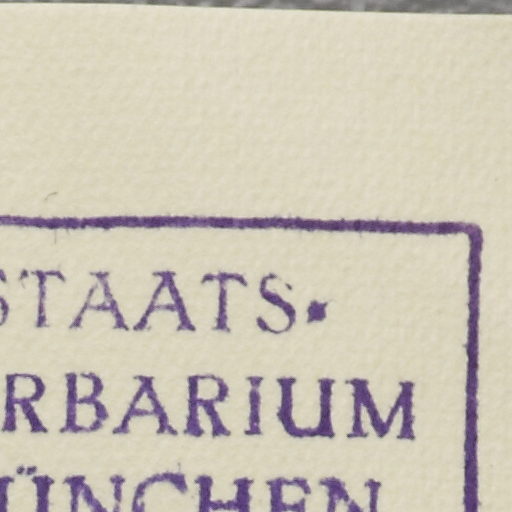 STAATS-
RBARIUM
ÜNCHEN